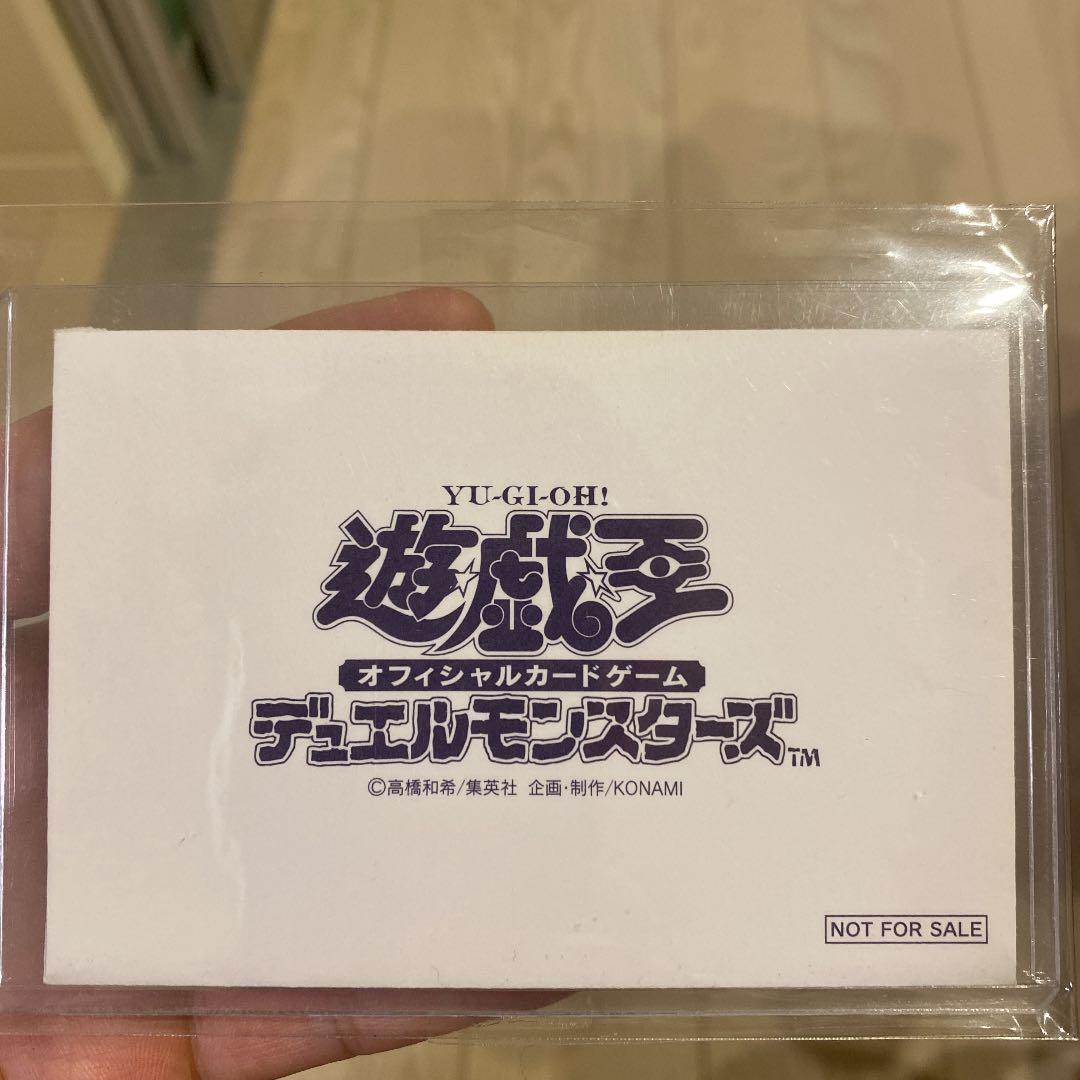 YU-GI-OH!
遊☆戯☆王
オフィシャルカードゲーム
デュエルモンスターズ™
©高橋和希/集英社 企画・制作/KONAMI
NOT FOR SALE